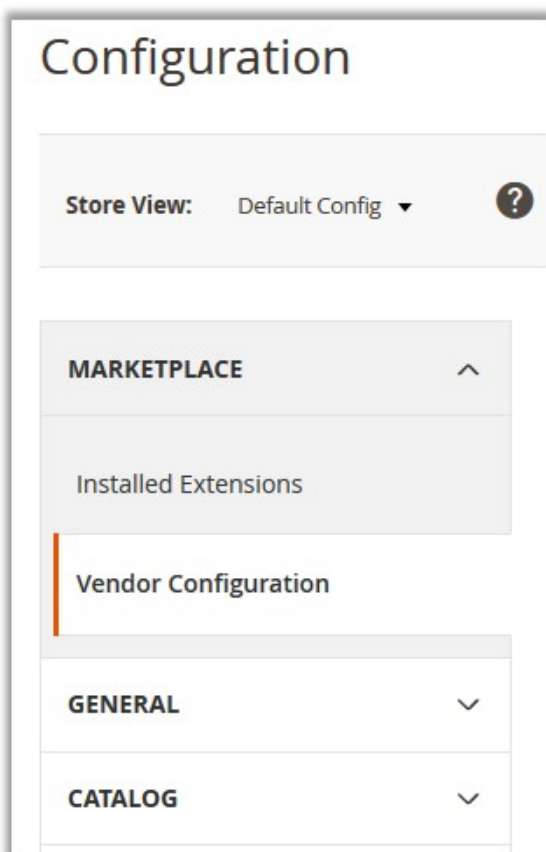 Configuration
Store View: Default Config
?
MARKETPLACE
Installed Extensions
Vendor Configuration
GENERAL
CATALOG